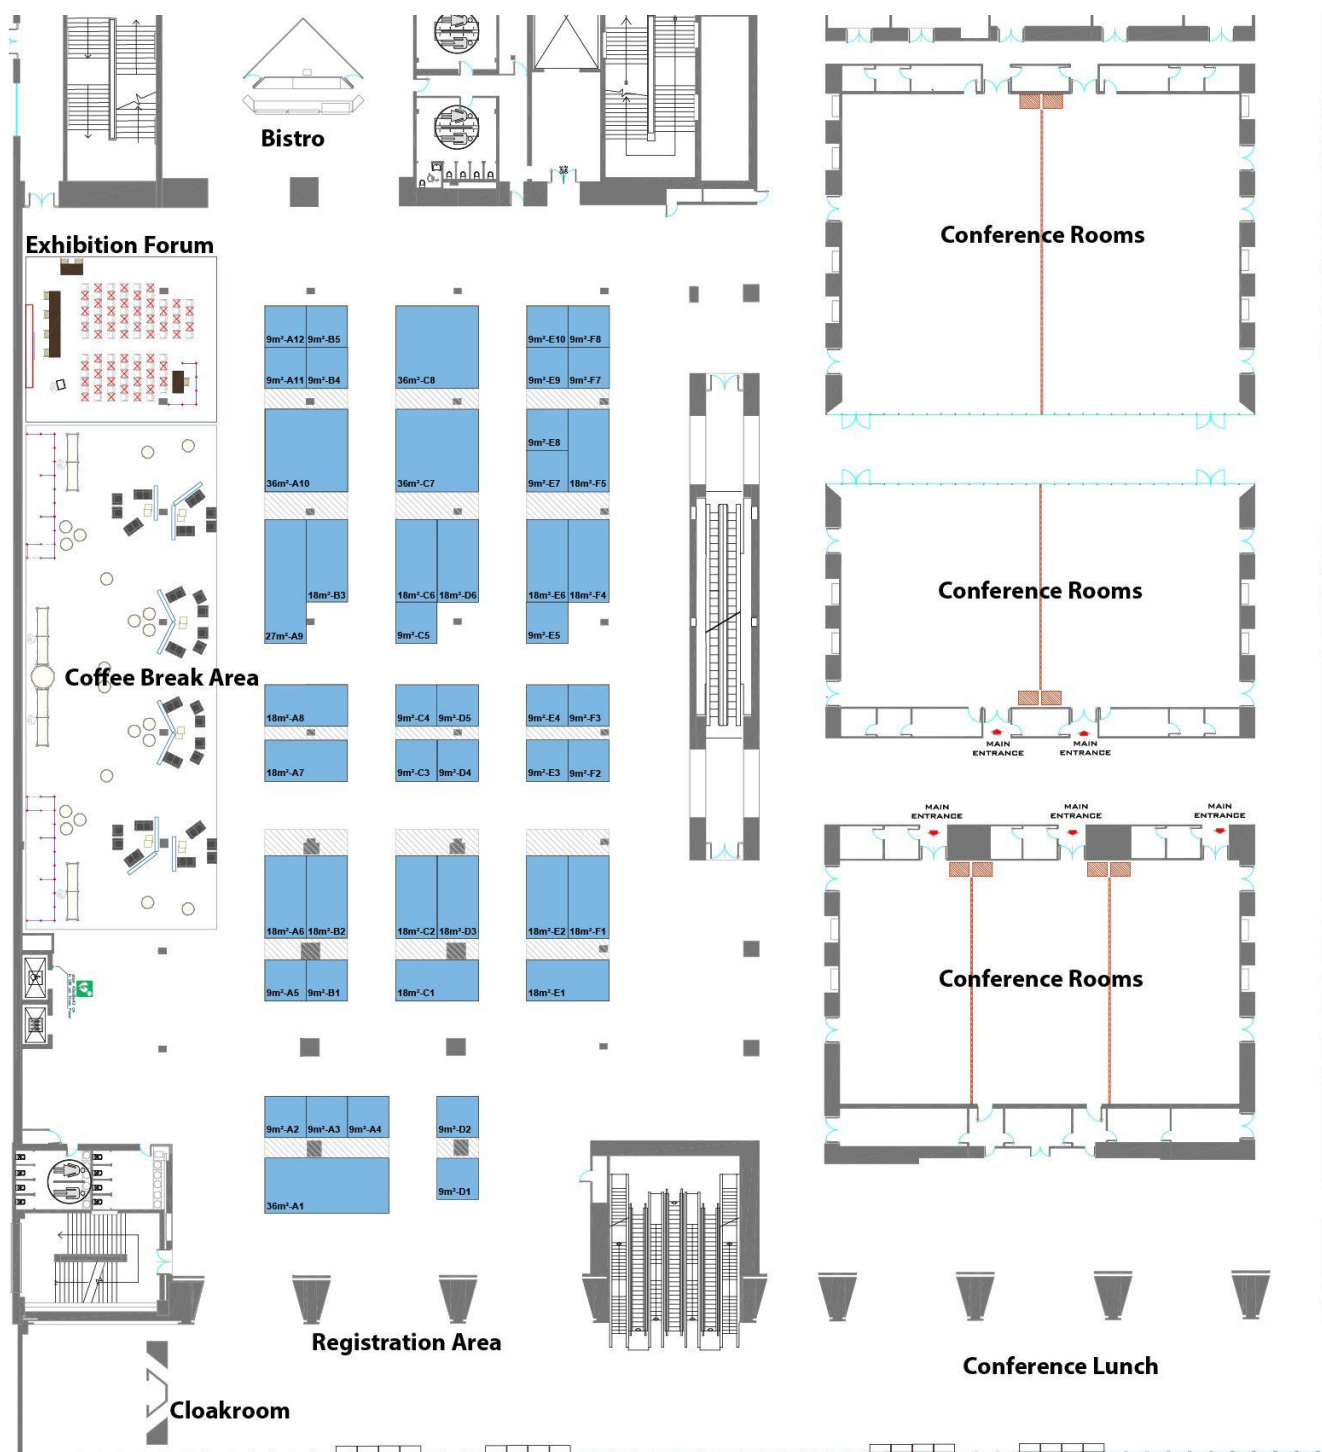 Bistro
Exhibition Forum
Conference Rooms
9m²-A12 9m²-B5
9m²-E10 9m²-F8
9m²-A11 9m²-B4
36m²-C8
9m²-E9 9m²-F7
9m²-E8
36m²-A10
36m²-C7
9m²-E7 18m²-F5
18m²-B3
18m²-C6 18m²-D6
18m²-E6 18m²-F4
27m²-A9
9m²-C5
9m²-E5
Conference Rooms
Coffee Break Area
18m²-A8
9m²-C4 9m²-D5
9m²-E4 9m²-F3
18m²-A7
9m²-C3 9m²-D4
9m²-E3 9m²-F2
MAIN
ENTRANCE
MAIN
ENTRANCE
MAIN
ENTRANCE
MAIN
ENTRANCE
MAIN
ENTRANCE
18m²-A6 18m²-B2
18m²-C2 18m²-D3
18m²-E2 18m²-F1
9m²-A5 9m²-B1
18m²-C1
18m²-E1
Conference Rooms
9m²-A2 9m²-A3 9m²-A4
9m²-D2
36m²-A1
9m²-D1
Registration Area
Conference Lunch
Cloakroom